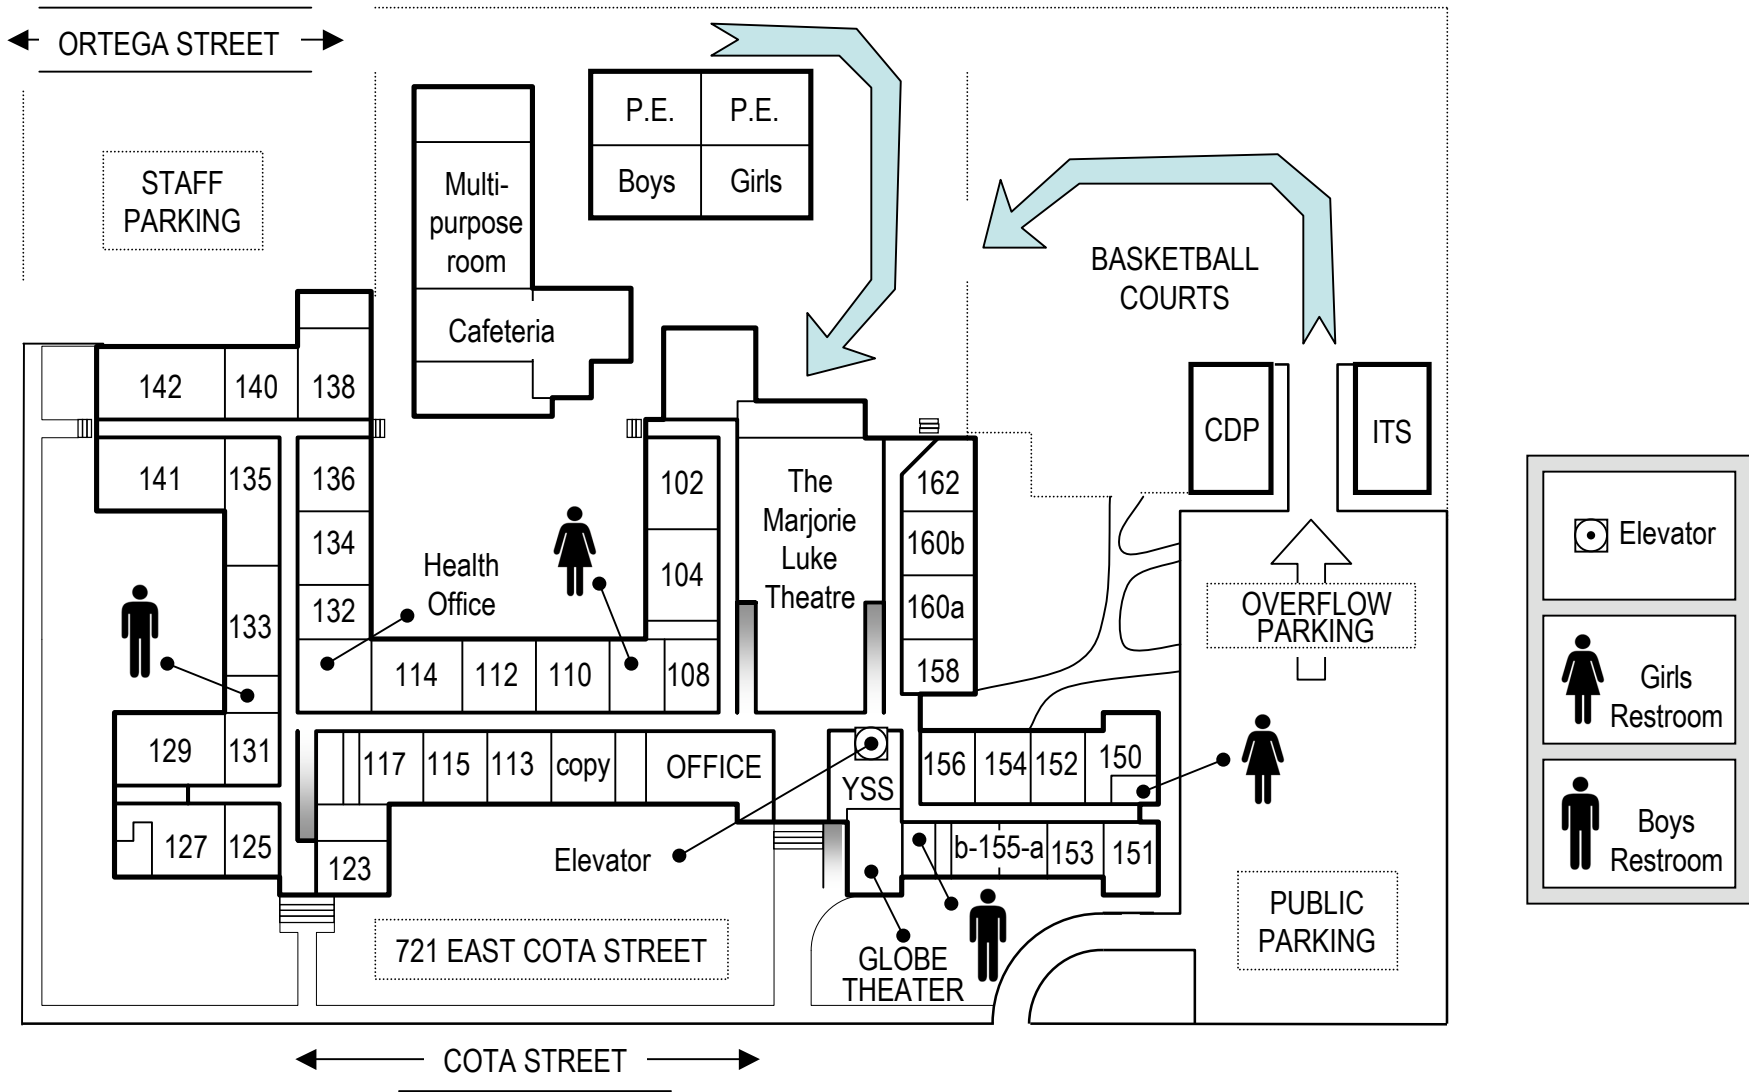 ORTEGA STREET
STAFF
PARKING
Multi-
purpose
room
Cafeteria
P.E.
P.E.
Boys
Girls
BASKETBALL
COURTS
CDP
ITS
142
140
138
141
135
136
134
132
133
129
131
127
125
123
Health
Office
102
104
114
112
110
108
The
Marjorie
Luke
Theatre
162
160b
160a
158
117
115
113
copy
OFFICE
YSS
156
154
152
150
b-155-a
153
151
Elevator
GLOBE
THEATER
721 EAST COTA STREET
OVERFLOW
PARKING
PUBLIC
PARKING
COTA STREET
Elevator
Girls
Restroom
Boys
Restroom